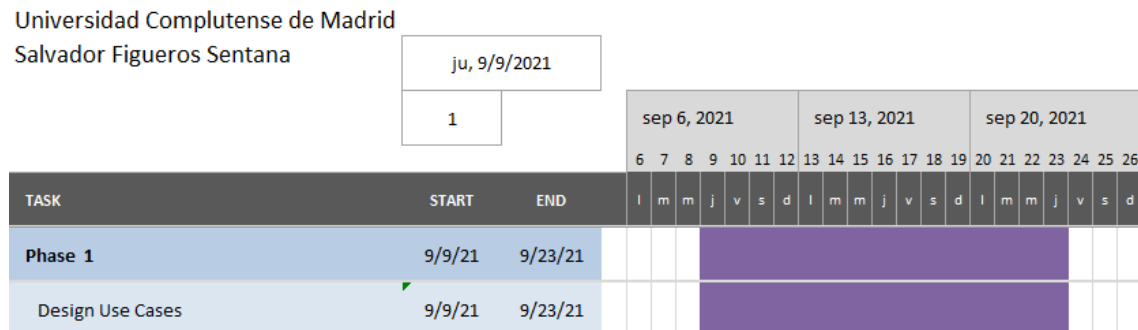 Universidad Complutense de Madrid
Salvador Figueros Sentana
ju, 9/9/2021
1
sep 6, 2021 sep 13, 2021 sep 20, 2021
6 7 8 9 10 11 12 13 14 15 16 17 18 19 20 21 22 23 24 25 26
TASK START END l m m j v s d l m m j v s d l m m j v s d
Phase 1 9/9/21 9/23/21
Design Use Cases 9/9/21 9/23/21